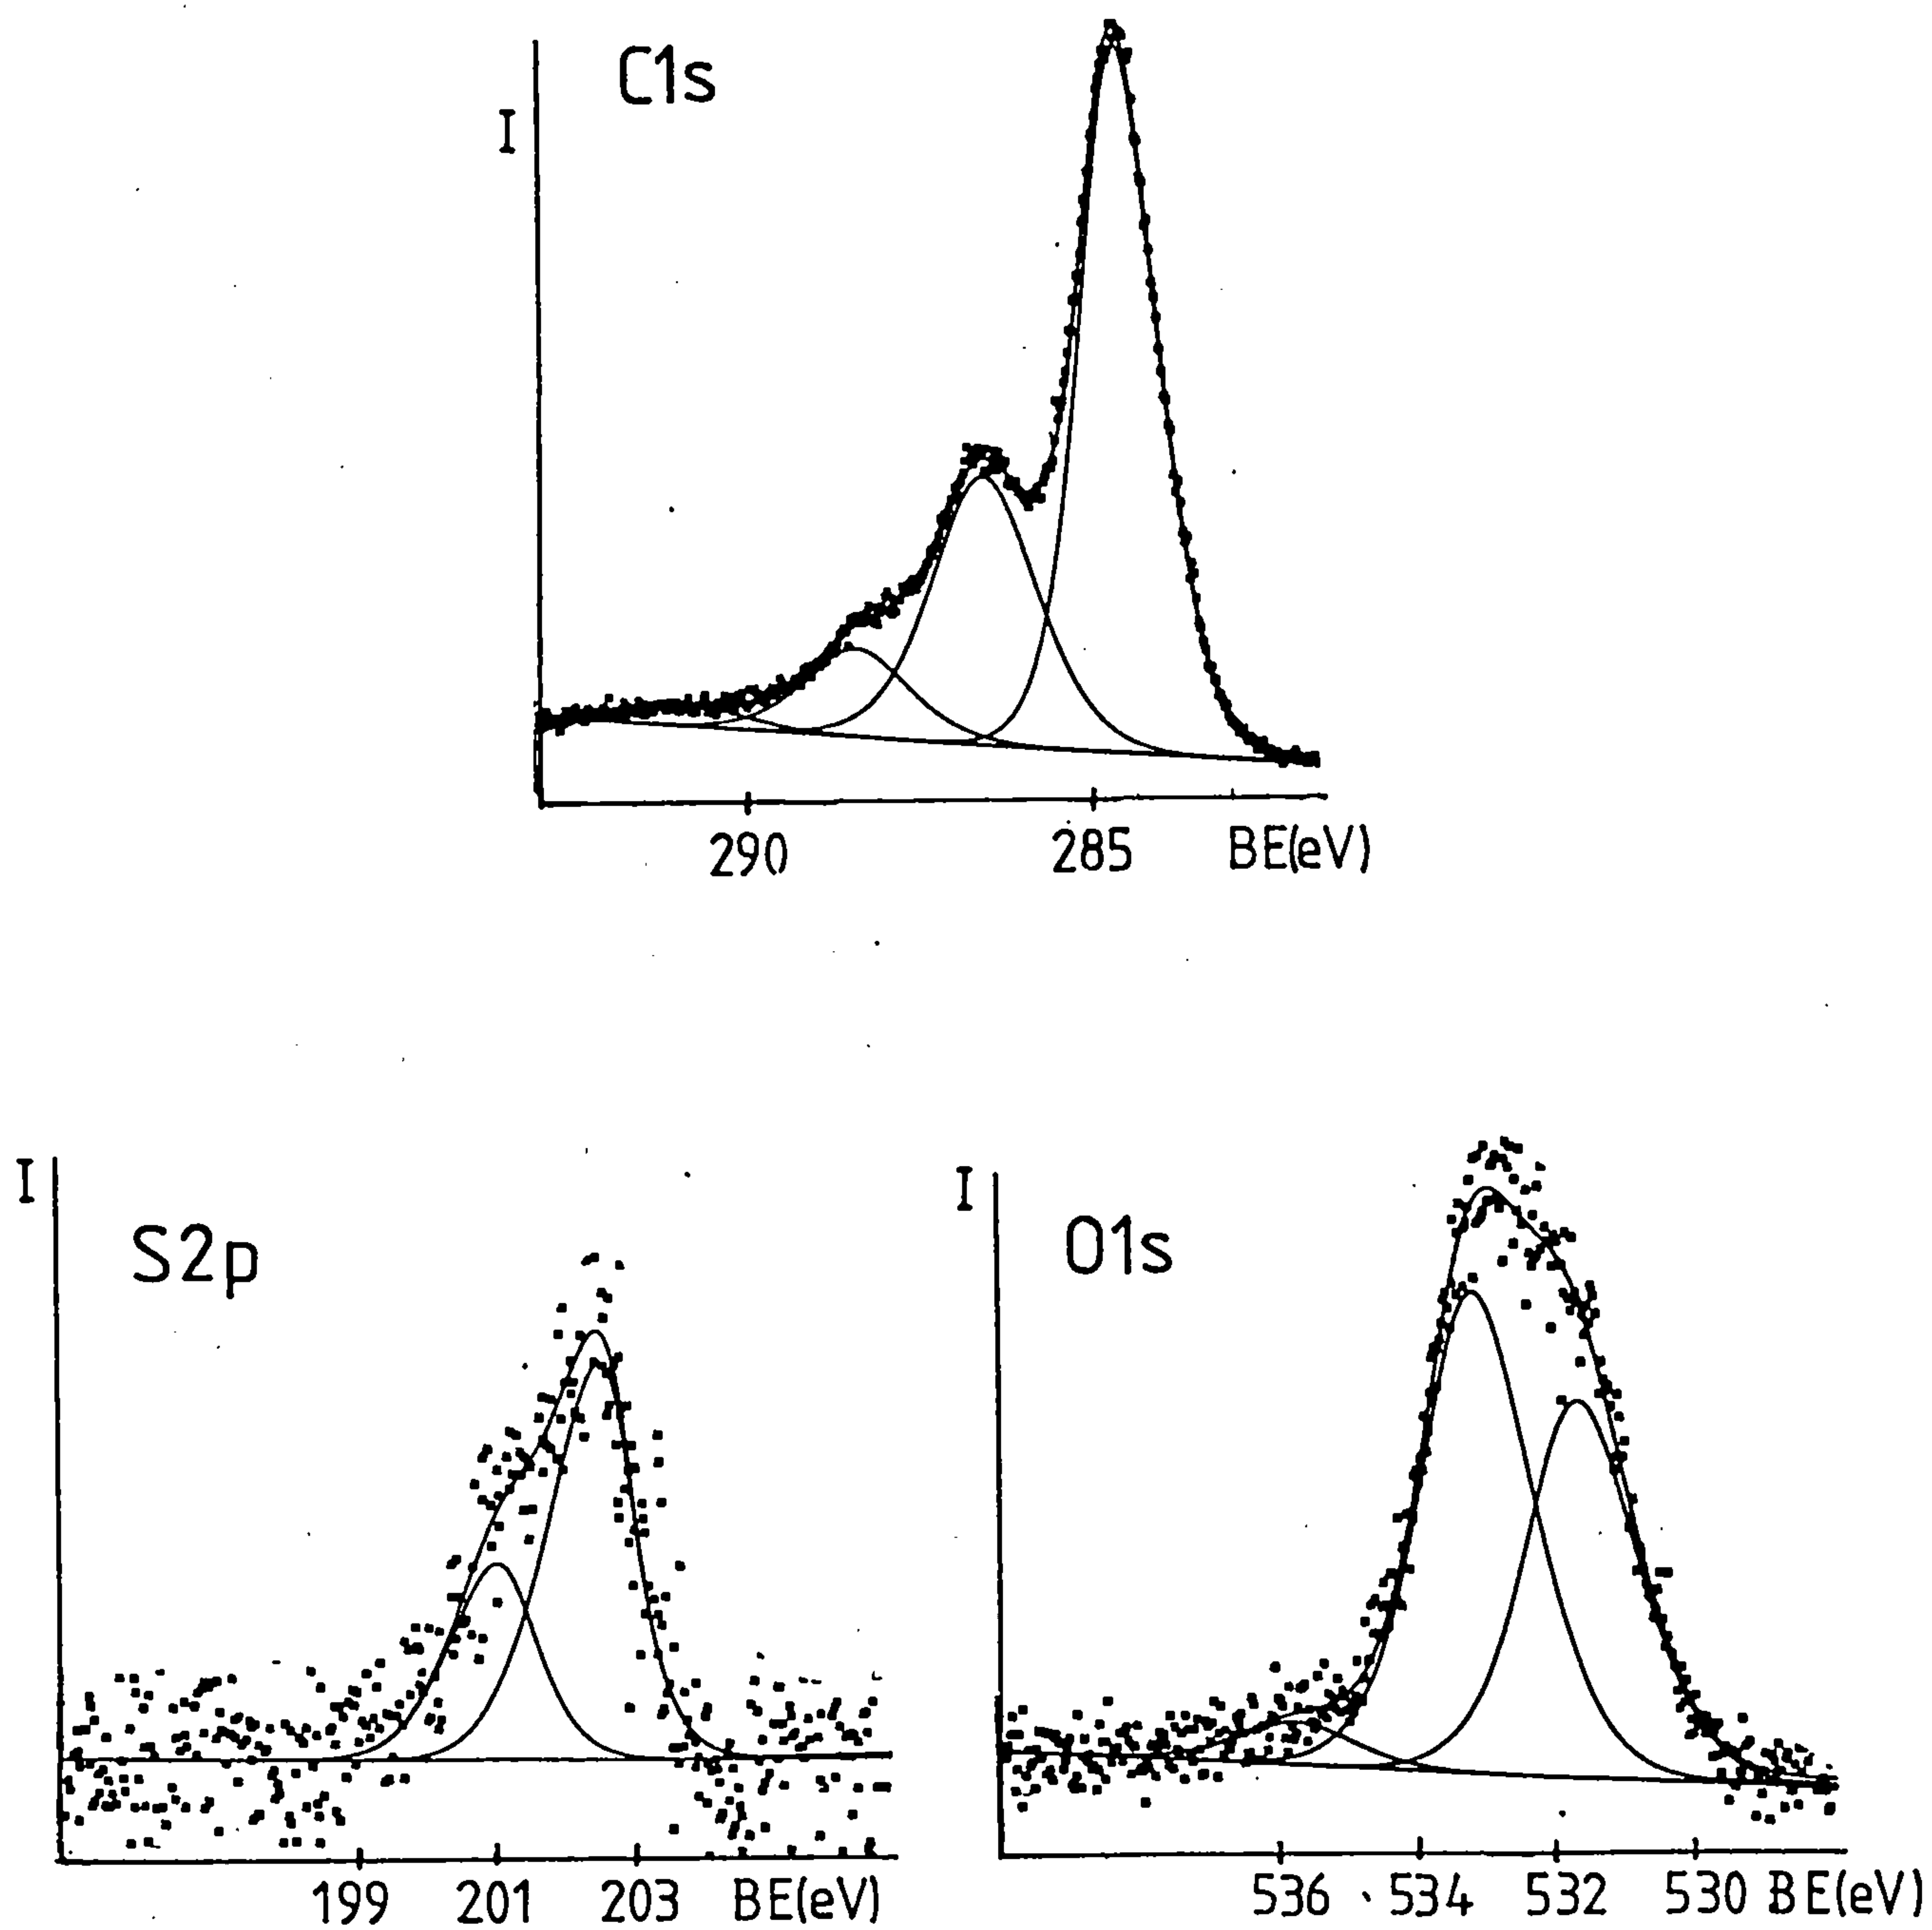 C1s
I
290 285 BE(eV)
I
S2p
199 201 203 BE(eV)
I
O1s
536 534 532 530 BE(eV)